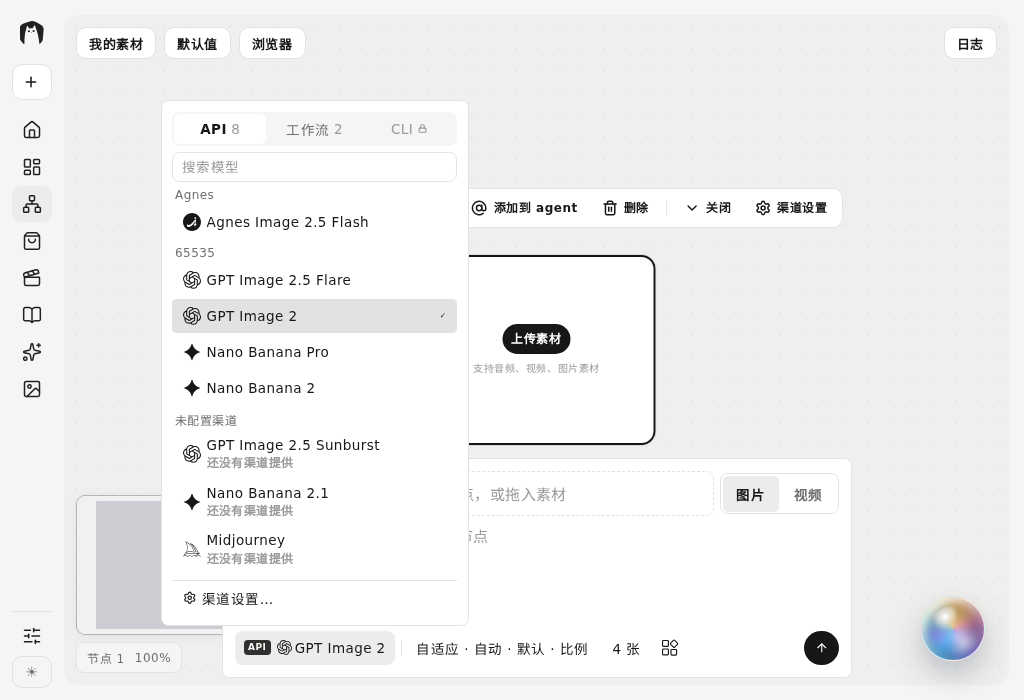 我的素材
默认值
浏览器
日志
API 8
工作流 2
CLI
搜索模型
Agnes
Agnes Image 2.5 Flash
65535
GPT Image 2.5 Flare
GPT Image 2
Nano Banana Pro
Nano Banana 2
未配置渠道
GPT Image 2.5 Sunburst
还没有渠道提供
Nano Banana 2.1
还没有渠道提供
Midjourney
还没有渠道提供
渠道设置...
添加到 agent
删除
关闭
渠道设置
上传素材
支持音频、视频、图片素材
，或拖入素材
图片
视频
节点
API
GPT Image 2
自适应 · 自动 · 默认 · 比例
4 张
节点 1
100%